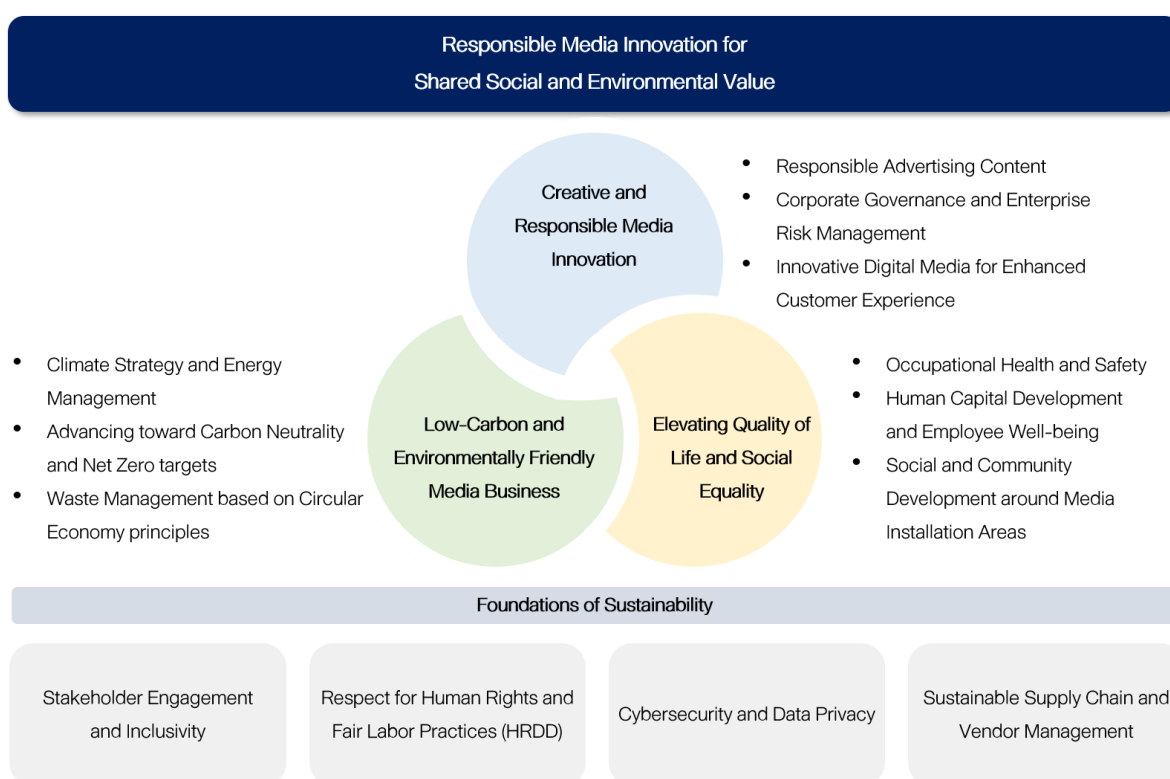 Responsible Media Innovation for
Shared Social and Environmental Value
Creative and
Responsible Media
Innovation
• Responsible Advertising Content
• Corporate Governance and Enterprise
Risk Management
• Innovative Digital Media for Enhanced
Customer Experience
• Climate Strategy and Energy
Management
• Advancing toward Carbon Neutrality
and Net Zero targets
• Waste Management based on Circular
Economy principles
Low-Carbon and
Environmentally Friendly
Media Business
Elevating Quality of
Life and Social
Equality
• Occupational Health and Safety
• Human Capital Development
and Employee Well-being
• Social and Community
Development around Media
Installation Areas
Foundations of Sustainability
Stakeholder Engagement
and Inclusivity
Respect for Human Rights and
Fair Labor Practices (HRDD)
Cybersecurity and Data Privacy
Sustainable Supply Chain and
Vendor Management